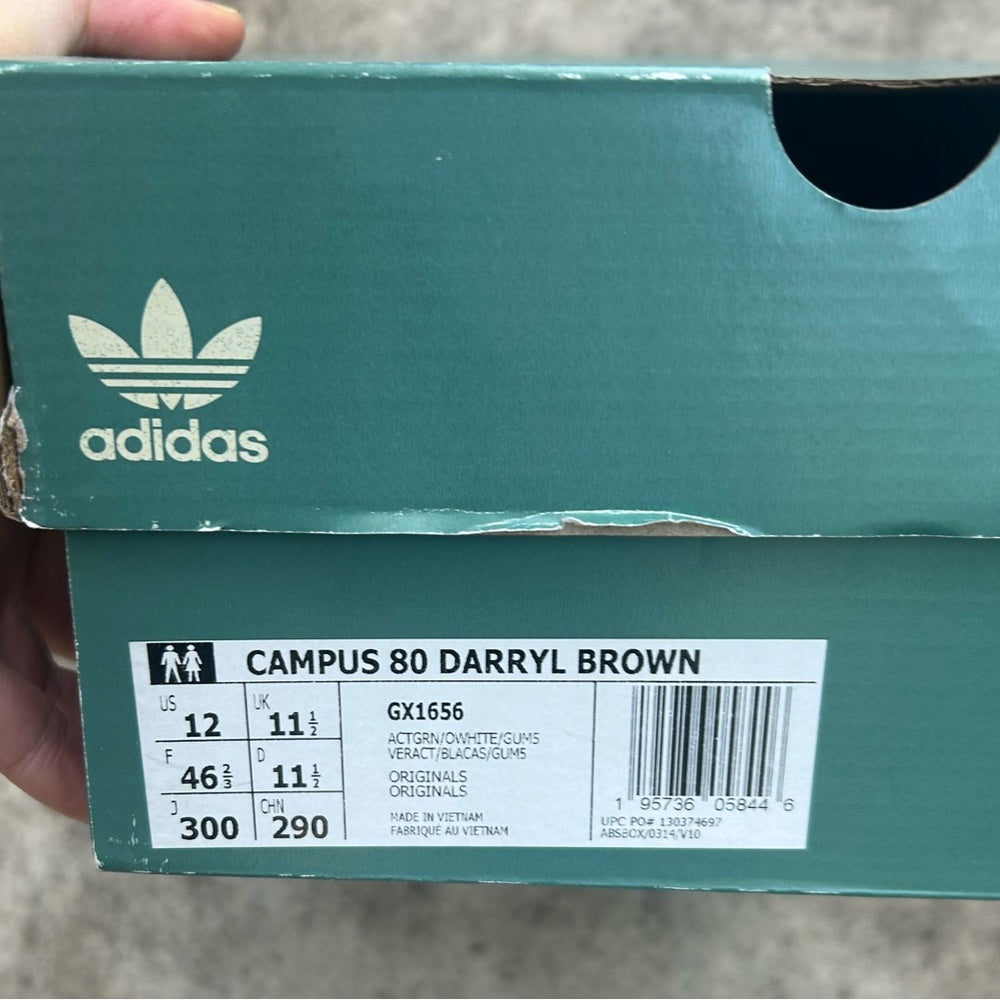 adidas
CAMPUS 80 DARRYL BROWN
US 12 UK 11 1/2
F 46 2/3 D 11 1/2
J 300 CHN 290
GX1656
ACTGRN/OWHITE/GUM5
VERACT/BLACAS/GUM5
ORIGINALS
ORIGINALS
MADE IN VIETNAM
FABRIQUÉ AU VIETNAM
1 95736 05844 6
UPC PO# 130374697
ABSBOX/0314/V10